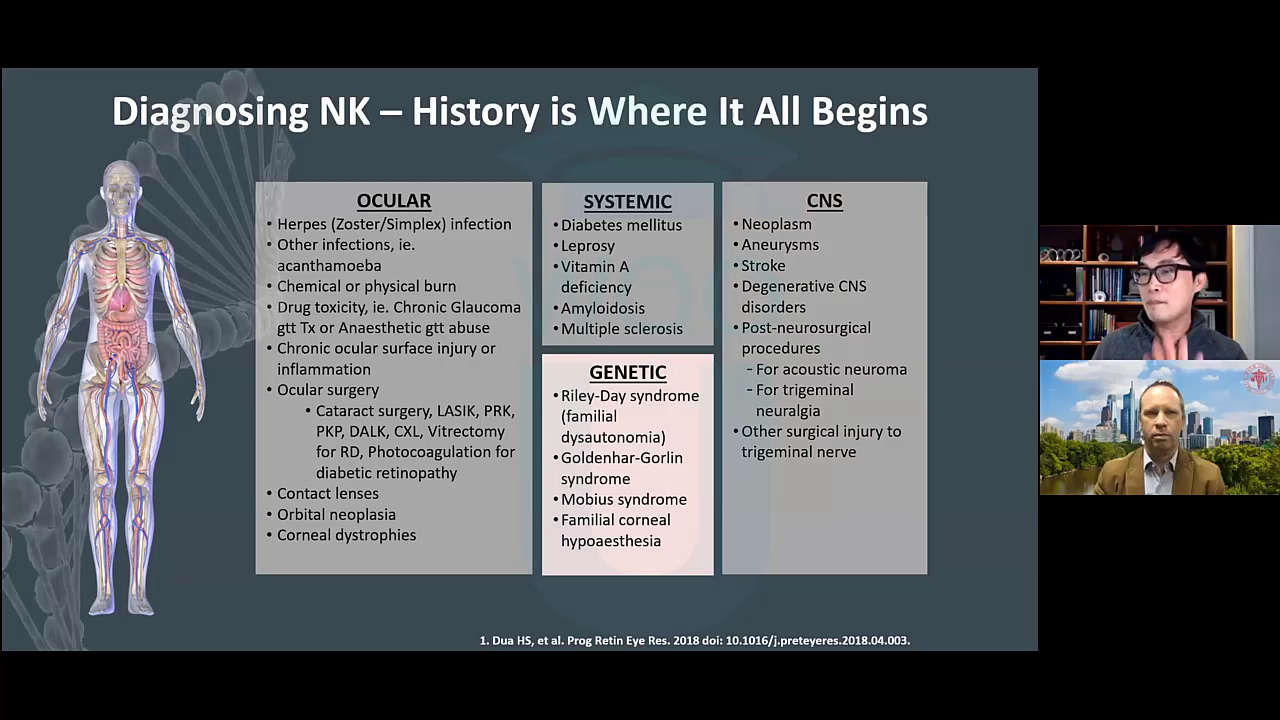 Diagnosing NK – History is Where It All Begins
OCULAR
• Herpes (Zoster/Simplex) infection
• Other infections, ie.
acanthamoeba
• Chemical or physical burn
• Drug toxicity, ie. Chronic Glaucoma
gtt Tx or Anaesthetic gtt abuse
• Chronic ocular surface injury or
inflammation
• Ocular surgery
• Cataract surgery, LASIK, PRK,
PKP, DALK, CXL, Vitrectomy
for RD, Photocoagulation for
diabetic retinopathy
• Contact lenses
• Orbital neoplasia
• Corneal dystrophies
SYSTEMIC
• Diabetes mellitus
• Leprosy
• Vitamin A
deficiency
• Amyloidosis
• Multiple sclerosis
GENETIC
• Riley-Day syndrome
(familial
dysautonomia)
• Goldenhar-Gorlin
syndrome
• Mobius syndrome
• Familial corneal
hypoaesthesia
CNS
• Neoplasm
• Aneurysms
• Stroke
• Degenerative CNS
disorders
• Post-neurosurgical
procedures
- For acoustic neuroma
- For trigeminal
neuralgia
• Other surgical injury to
trigeminal nerve
1. Dua HS, et al. Prog Retin Eye Res. 2018 doi: 10.1016/j.preteyeres.2018.04.003.